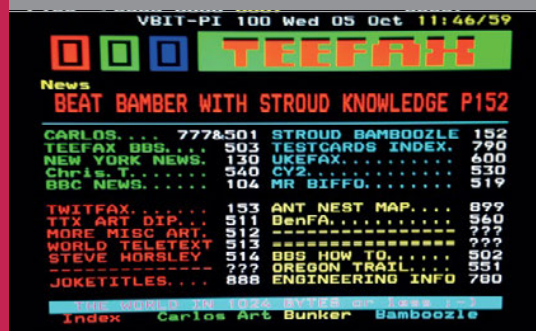 VBIT-PI 100 Wed 05 Oct 11:46/59
TEEFAX
News
BEAT BAMBER WITH STROUD KNOWLEDGE P152
CARLOS.... 777&501 STROUD BAMBOOZLE 152
TEEFAX BBS.... 503 TESTCARDS INDEX. 790
NEW YORK NEWS. 130 UKEFAX.......... 600
Chris.T....... 540 CY2............. 530
BBC NEWS...... 104 MR BIFFO........ 519
TWITFAX....... 153 ANT NEST MAP.... 899
TTX ART DIP... 511 BenFA........... 560
MORE MISC ART. 512 ---------------- ???
WORLD TELETEXT 513 ================ ???
STEVE HORSLEY 514 BBS HOW TO...... 502
-------------- ??? OREGON TRAIL.... 551
JOKETITLES.... 888 ENGINEERING INFO 780
THE WORLD IN 1024 BYTES or less ;-)
Index Carlos Art Bunker Bamboozle